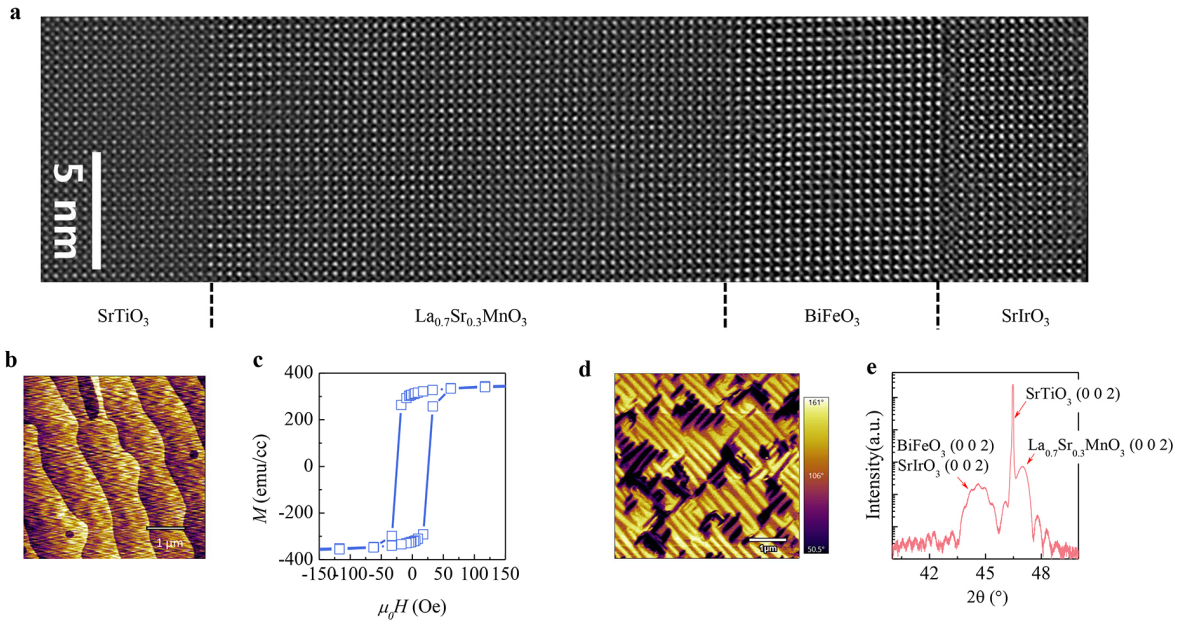 a
5 nm
SrTiO₃
La₀.₇Sr₀.₃MnO₃
BiFeO₃
SrIrO₃
b
1 μm
c
400
200
0
-200
-400
-150
-100
-50
0
50
100
150
M (emu/cc)
μ₀H (Oe)
d
161°
106°
50.5°
1μm
e
SrTiO₃ (0 0 2)
BiFeO₃ (0 0 2)
La₀.₇Sr₀.₃MnO₃ (0 0 2)
SrIrO₃ (0 0 2)
Intensity(a.u.)
42
45
48
2θ (°)